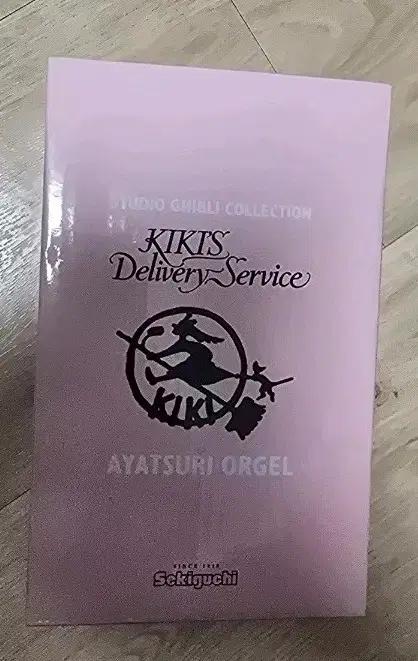 STUDIO GHIBLI COLLECTION
KIKI'S
Delivery Service
KIKI
AYATSURI ORGEL
SINCE 1918
Sekiguchi